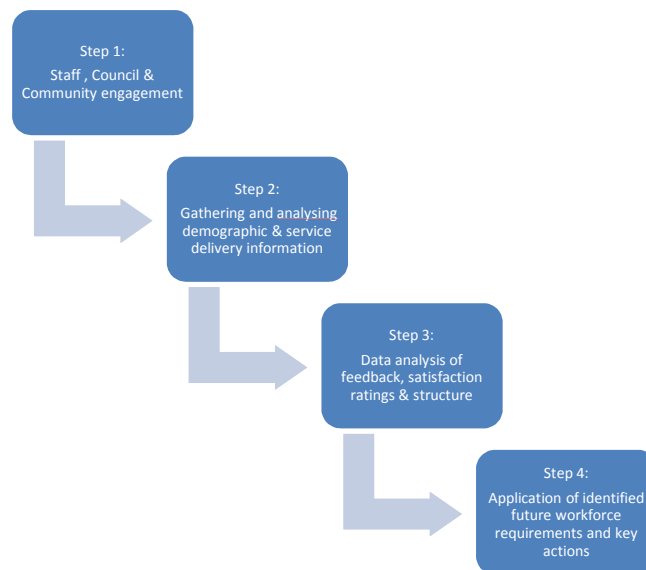 Step 1:
Staff , Council &
Community engagement
Step 2:
Gathering and analysing
demographic & service
delivery information
Step 3:
Data analysis of
feedback, satisfaction
ratings & structure
Step 4:
Application of identified
future workforce
requirements and key
actions